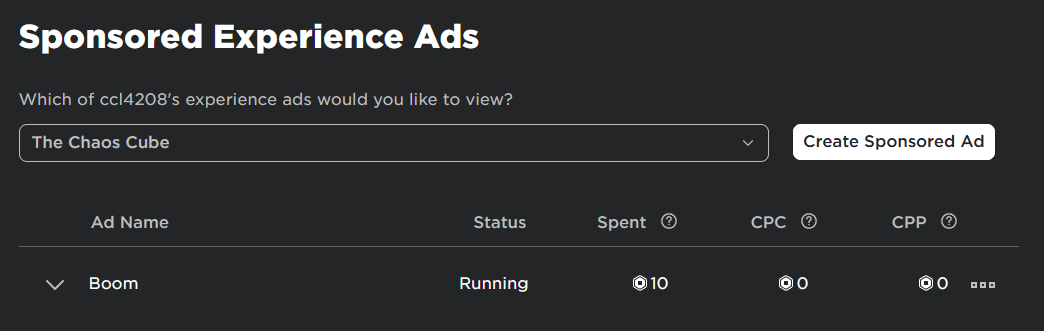 Sponsored Experience Ads
Which of ccl4208's experience ads would you like to view?
The Chaos Cube
Create Sponsored Ad
Ad Name Status Spent ? CPC ? CPP ?
Boom Running 10 0 0